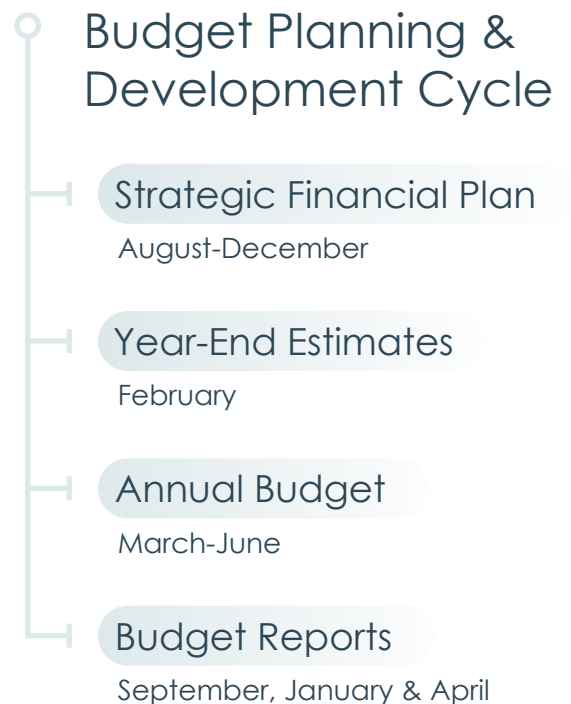 Budget Planning &
Development Cycle
Strategic Financial Plan
August-December
Year-End Estimates
February
Annual Budget
March-June
Budget Reports
September, January & April